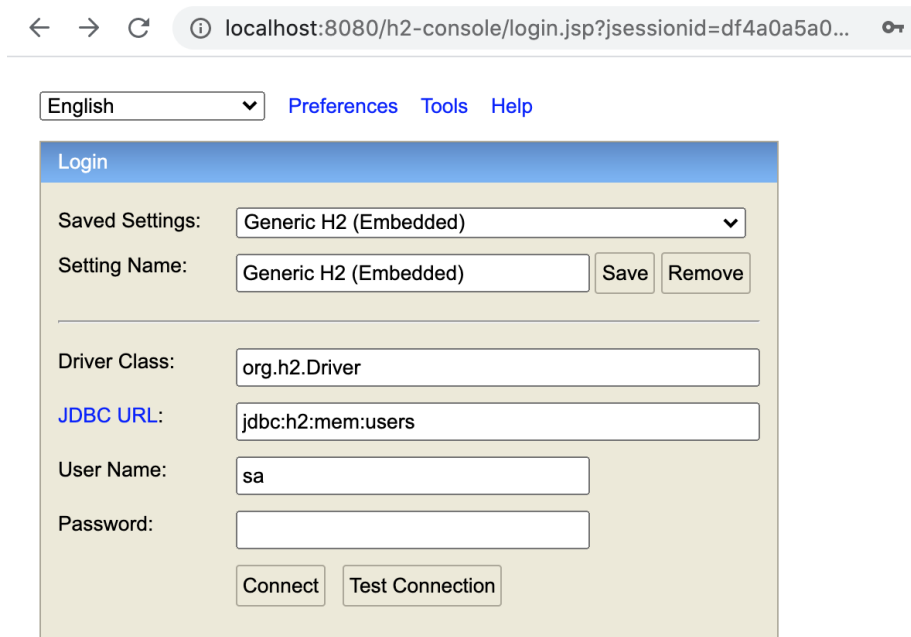 localhost:8080/h2-console/login.jsp?jsessionid=df4a0a5a0...
English Preferences Tools Help
Login
Saved Settings: Generic H2 (Embedded)
Setting Name: Generic H2 (Embedded) Save Remove
Driver Class: org.h2.Driver
JDBC URL: jdbc:h2:mem:users
User Name: sa
Password:
Connect Test Connection